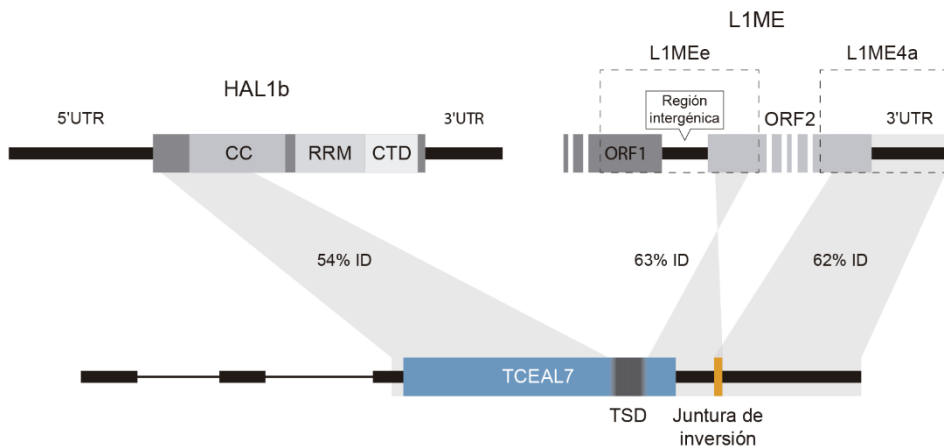 L1ME
L1MEe
L1ME4a
HAL1b
5'UTR
3'UTR
Región
intergénica
ORF2
3'UTR
CC
RRM
CTD
ORF1
54% ID
63% ID
62% ID
TCEAL7
TSD
Juntura de
inversión